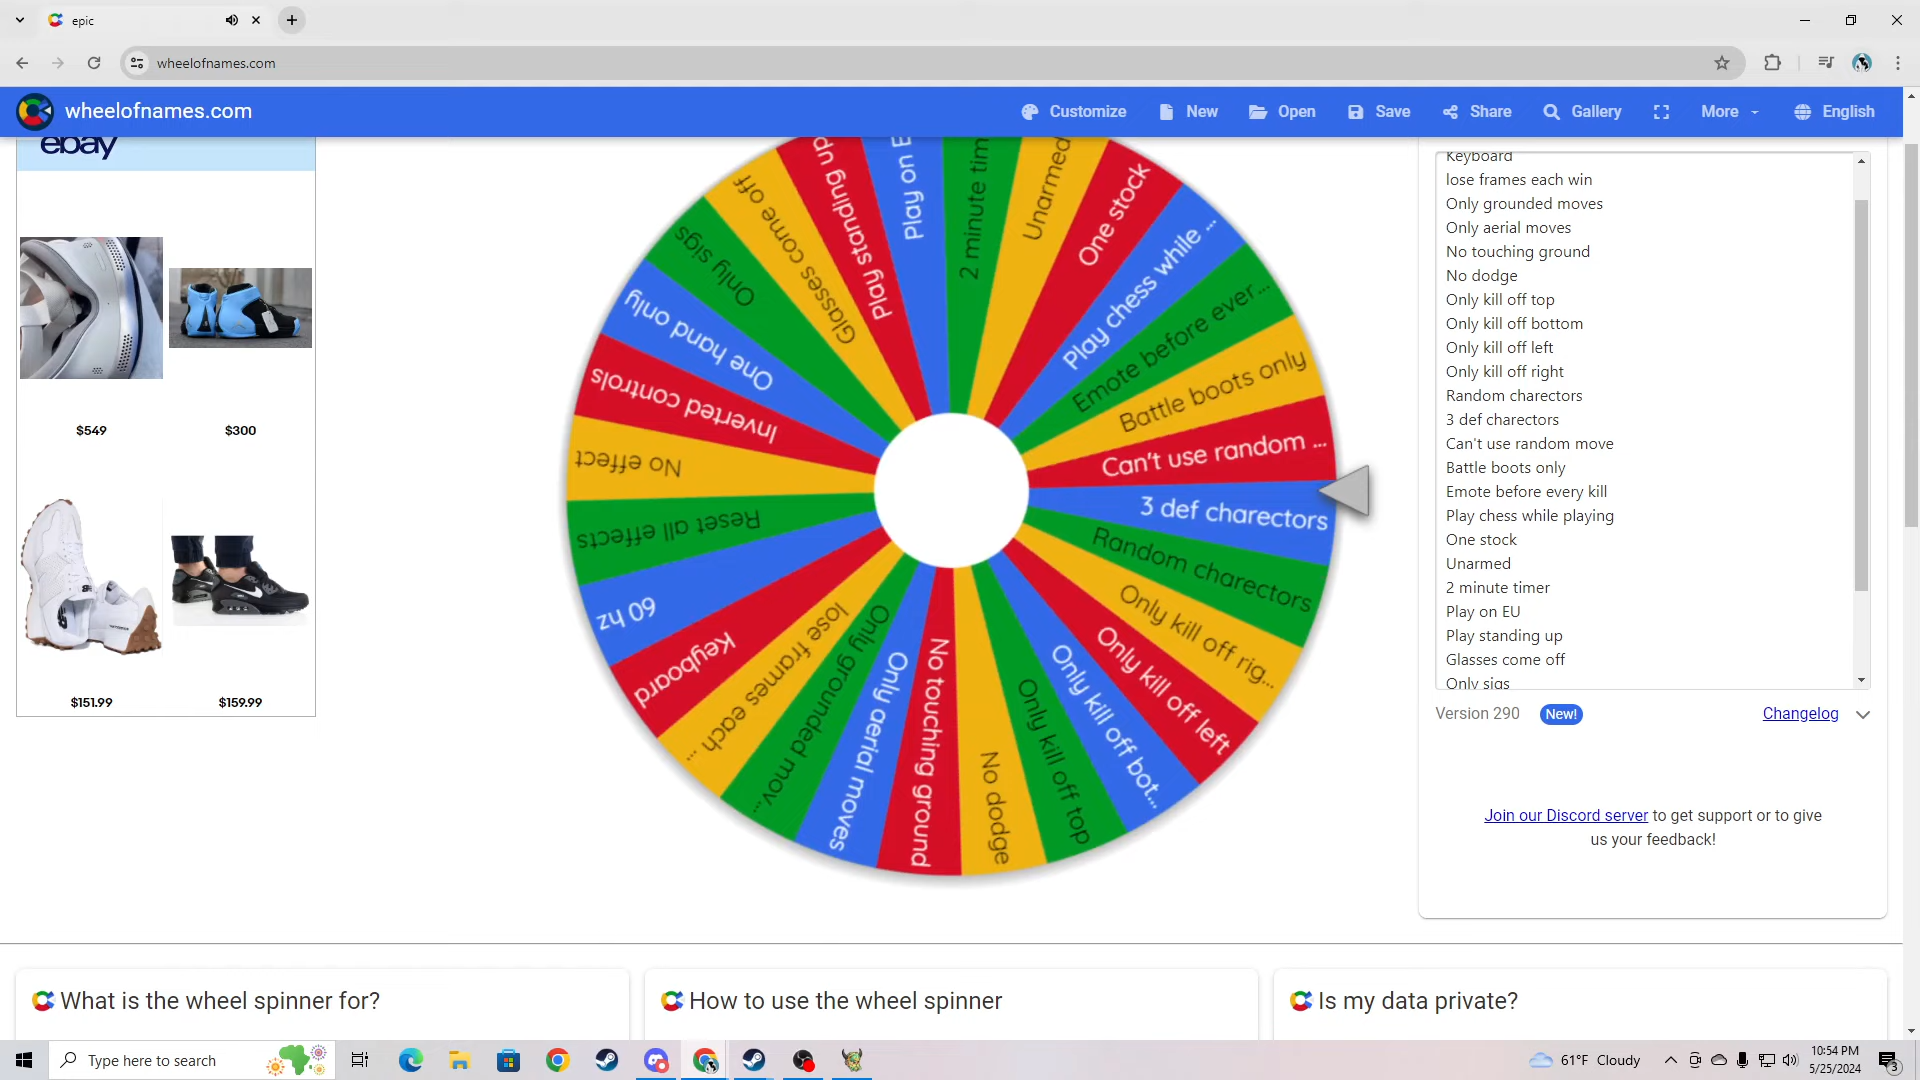 epic
wheelofnames.com
wheelofnames.com
Customize
New
Open
Save
Share
Gallery
More
English
ebay
$549
$300
$151.99
$159.99
Play on E
2 minute tim
Unarmed
One stock
Play chess while ...
Emote before ever...
Battle boots only
Can't use random ...
3 def charectors
Random charectors
Only kill off rig...
Only kill off left
Only kill off bot...
Only kill off top
No dodge
No touching ground
Only aerial moves
Only grounded mov...
lose frames each ...
Keyboard
60 hz
Reset all effects
No effect
Inverted controls
One hand only
Only sigs
Glasses come off
Play standing up
Keyboard
lose frames each win
Only grounded moves
Only aerial moves
No touching ground
No dodge
Only kill off top
Only kill off bottom
Only kill off left
Only kill off right
Random charectors
3 def charectors
Can't use random move
Battle boots only
Emote before every kill
Play chess while playing
One stock
Unarmed
2 minute timer
Play on EU
Play standing up
Glasses come off
Only sigs
Version 290 New! Changelog
Join our Discord server to get support or to give
us your feedback!
What is the wheel spinner for?
How to use the wheel spinner
Is my data private?
Type here to search
61°F Cloudy
10:54 PM
5/25/2024
3